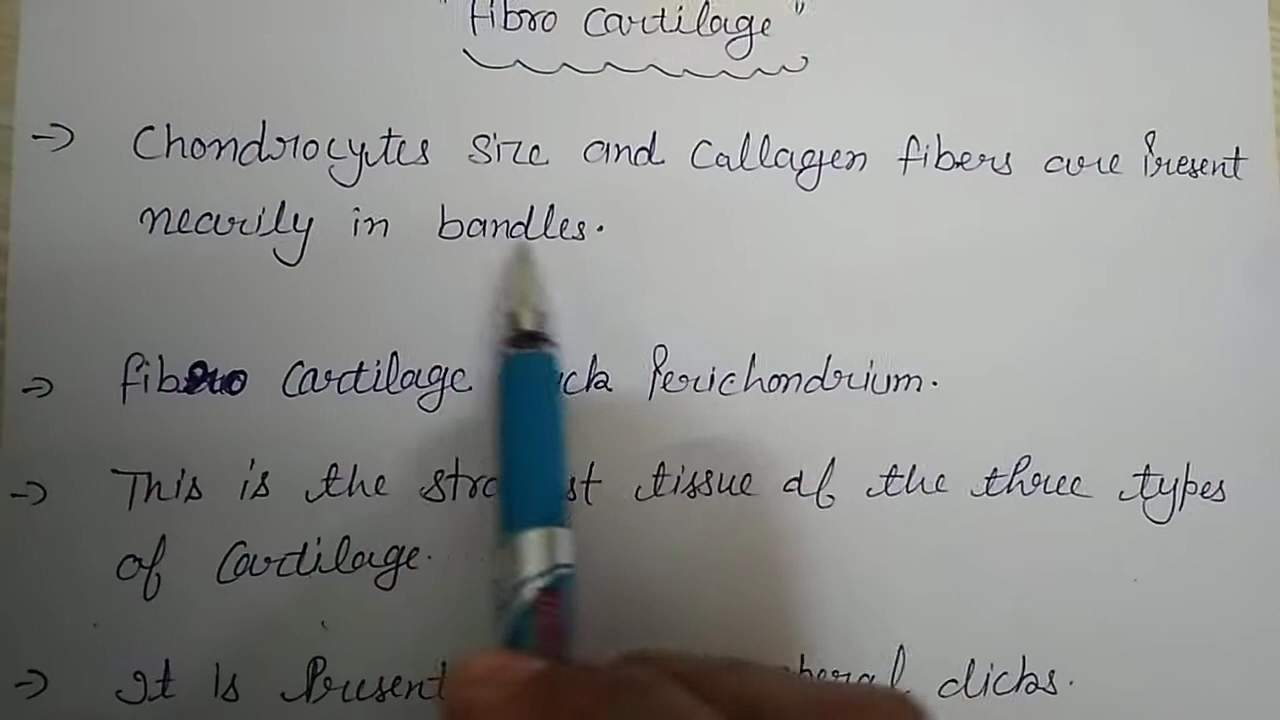 "Fibro Cartilage"
→ Chondrocytes size and Callagen fibers are Present
nearily in bandles.
→ fibro Cartilage Perichondrium.
→ This is the tissue of the three types
of Cartilage.
→ It is Present dicks.